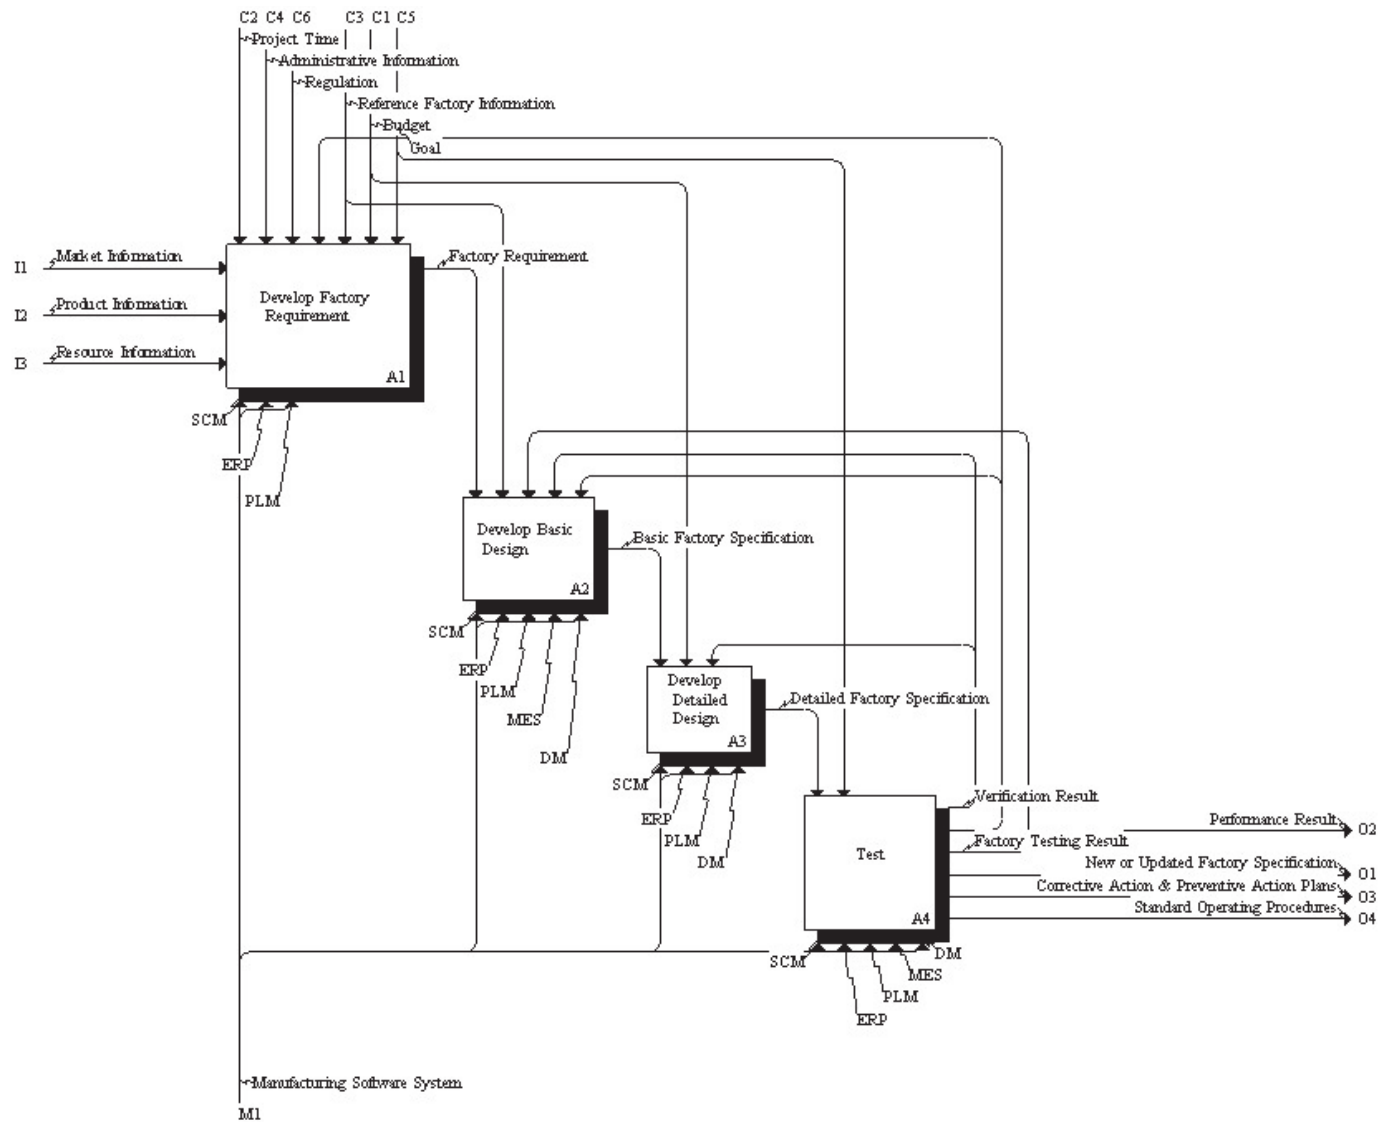 C2 C4 C6 C3 C1 C5
Project Time
Administrative Information
Regulation
Reference Factory Information
Budget
Goal
I1 Market Information
I2 Product Information
I3 Resource Information
Develop Factory
Requirement
A1
Factory Requirement
SCM
ERP
PLM
Develop Basic
Design
A2
Basic Factory Specification
SCM
ERP
PLM
MES
DM
Develop
Detailed
Design
A3
Detailed Factory Specification
SCM
ERP
PLM
DM
Test
A4
Verification Result
Performance Result O2
Factory Testing Result
New or Updated Factory Specification O1
Corrective Action & Preventive Action Plans O3
Standard Operating Procedures O4
SCM
DM
MES
PLM
ERP
Manufacturing Software System
M1